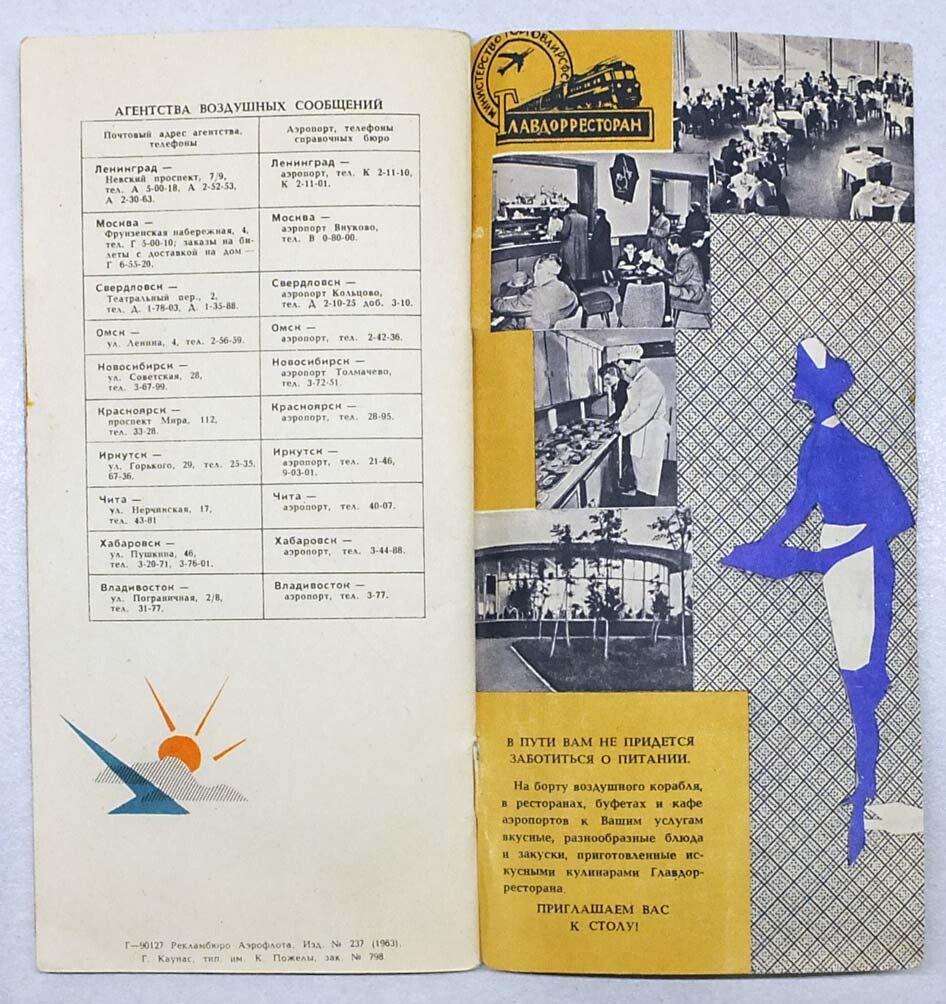 АГЕНТСТВА ВОЗДУШНЫХ СООБЩЕНИЙ
Почтовый адрес агентства,
телефоны
Аэропорт, телефоны
справочных бюро
Ленинград —
Невский проспект, 7/9,
тел. А 5-00-18, А 2-52-53,
А 2-30-63.
Ленинград —
аэропорт, тел. К 2-11-10,
К 2-11-01.
Москва —
Фрунзенская набережная, 4,
тел. Г 5-00-10; заказы на би-
леты с доставкой на дом —
Г 6-55-20.
Москва —
аэропорт Внуково,
тел. В 0-80-00.
Свердловск —
Театральный пер., 2,
тел. Д. 1-78-03, Д. 1-35-88.
Свердловск —
аэропорт Кольцово,
тел. Д 2-10-25 доб. 3-10.
Омск —
ул. Ленина, 4, тел. 2-56-59.
Омск —
аэропорт, тел. 2-42-36.
Новосибирск —
ул. Советская, 28,
тел. 3-67-99.
Новосибирск —
аэропорт Толмачево,
тел. 3-72-51.
Красноярск —
проспект Мира, 112,
тел. 33-28.
Красноярск —
аэропорт, тел. 28-95.
Иркутск —
ул. Горького, 29, тел. 25-35,
67-36.
Иркутск —
аэропорт, тел. 21-46,
9-03-01.
Чита —
ул. Нерчинская, 17,
тел. 43-81
Чита —
аэропорт, тел. 40-07.
Хабаровск —
ул. Пушкина, 46,
тел. 3-20-71, 3-76-01.
Хабаровск —
аэропорт, тел. 3-44-88.
Владивосток —
ул. Пограничная, 2/8,
тел. 31-77.
Владивосток —
аэропорт, тел. 3-77.
Г—90127 Рекламбюро Аэрофлота. Изд. № 237 (1963).
Г. Каунас, тип. им. К. Пожелы, зак. № 798
МИНИСТЕРСТВО ТОРГОВЛИ РСФСР
ГЛАВДОРРЕСТОРАН
В ПУТИ ВАМ НЕ ПРИДЕТСЯ
ЗАБОТИТЬСЯ О ПИТАНИИ.
На борту воздушного корабля,
в ресторанах, буфетах и кафе
аэропортов к Вашим услугам
вкусные, разнообразные блюда
и закуски, приготовленные ис-
кусными кулинарами Главдор-
ресторана.
ПРИГЛАШАЕМ ВАС
К СТОЛУ!